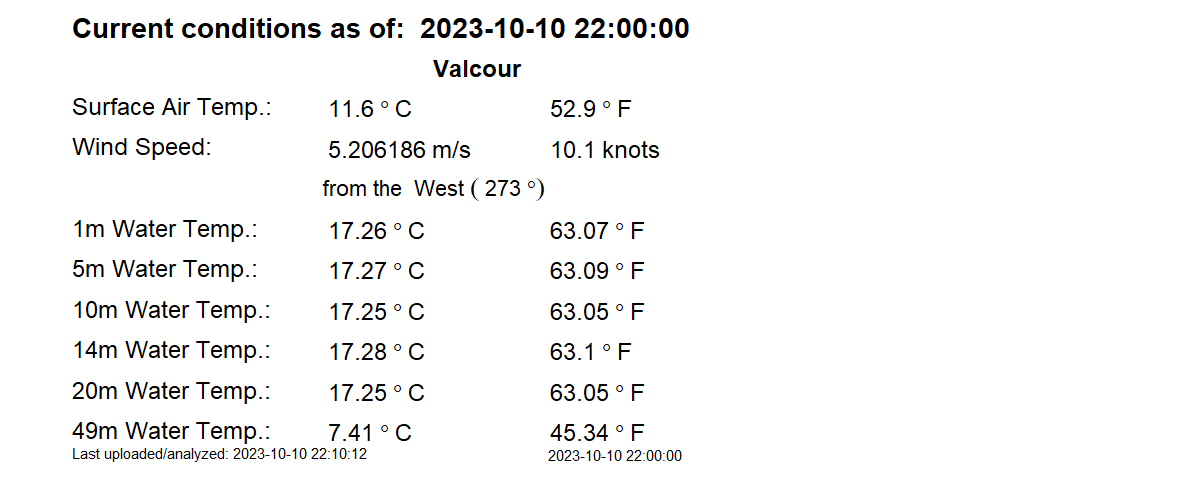 Current conditions as of:  2023-10-10 22:00:00
Valcour
Surface Air Temp.: 11.6 ° C 52.9 ° F
Wind Speed: 5.206186 m/s 10.1 knots
from the  West ( 273 °)
1m Water Temp.: 17.26 ° C 63.07 ° F
5m Water Temp.: 17.27 ° C 63.09 ° F
10m Water Temp.: 17.25 ° C 63.05 ° F
14m Water Temp.: 17.28 ° C 63.1 ° F
20m Water Temp.: 17.25 ° C 63.05 ° F
49m Water Temp.: 7.41 ° C 45.34 ° F
Last uploaded/analyzed: 2023-10-10 22:10:12 2023-10-10 22:00:00